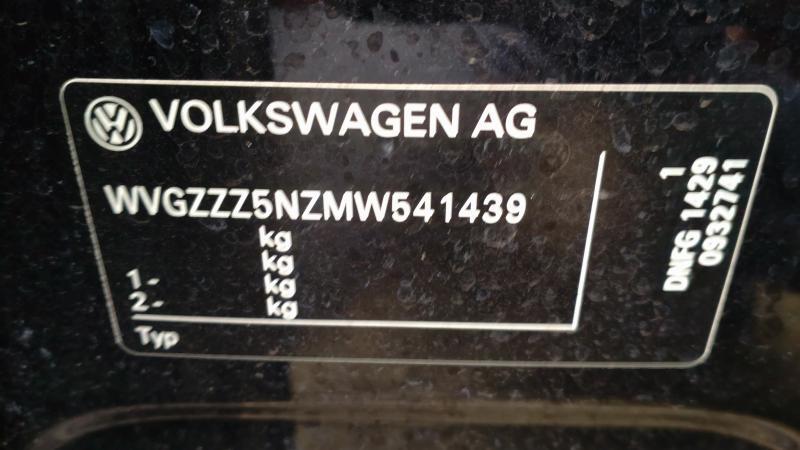 VOLKSWAGEN AG
WVGZZZ5NZMW541439
kg
kg
1- kg
2- kg
Typ
1
DNFG 1429
0932741